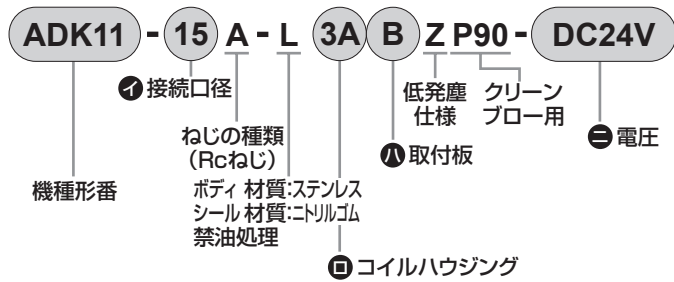 ADK11 - 15 A - L 3A B Z P90 - DC24V
イ 接続口径
低発塵
仕様
クリーン
ブロー用
ニ 電圧
ねじの種類
（Rcねじ）
ハ 取付板
機種形番
ボディ 材質:ステンレス
シール 材質:ニトリルゴム
禁油処理
ロ コイルハウジング